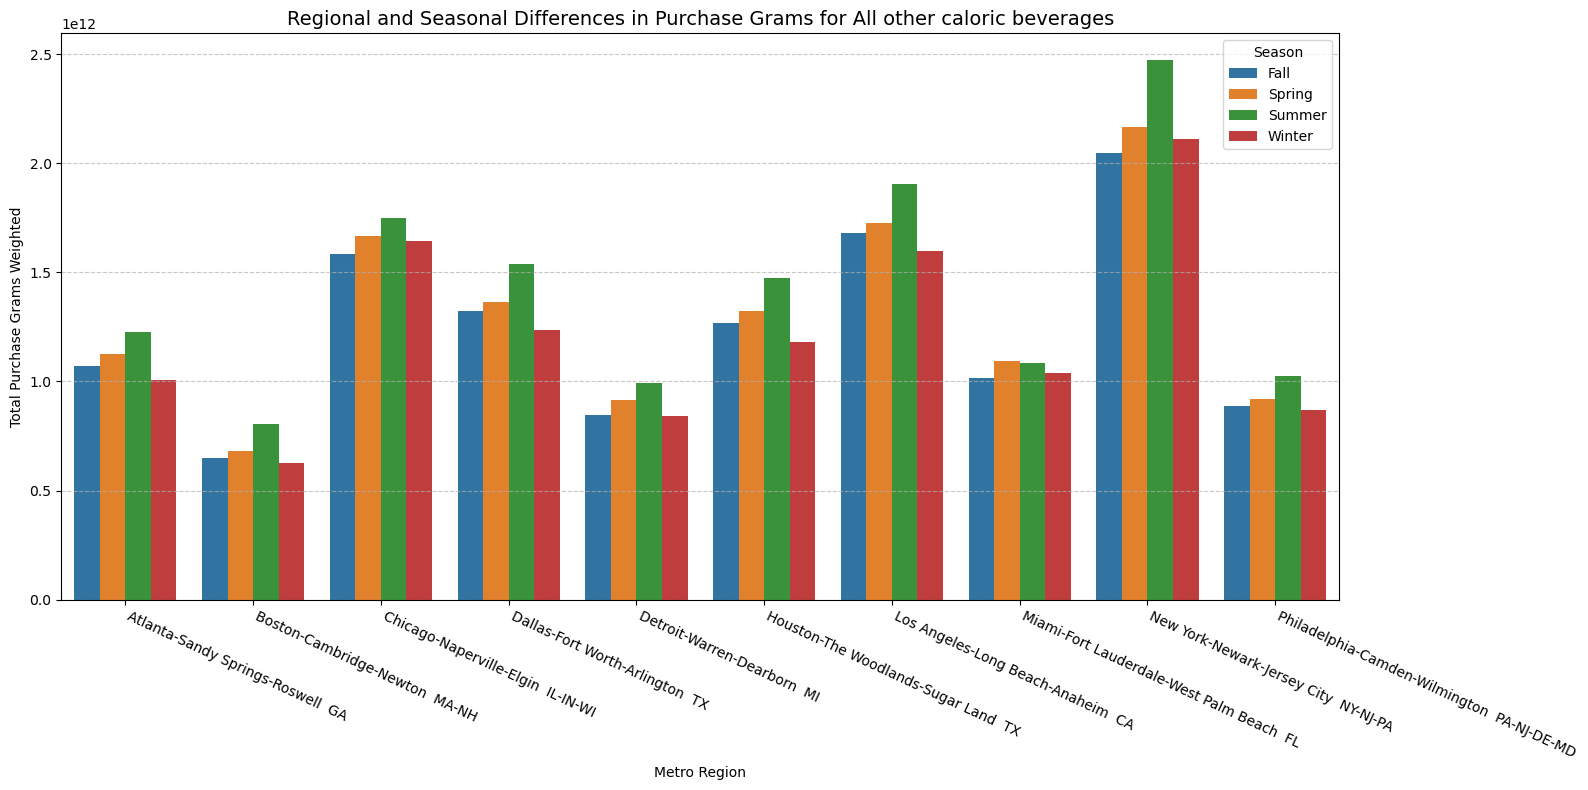 Regional and Seasonal Differences in Purchase Grams for All other caloric beverages
1e12
Season
Fall
Spring
Summer
Winter
2.5
2.0
1.5
1.0
0.5
0.0
Total Purchase Grams Weighted
Atlanta-Sandy Springs-Roswell  GA
Boston-Cambridge-Newton  MA-NH
Chicago-Naperville-Elgin  IL-IN-WI
Dallas-Fort Worth-Arlington  TX
Detroit-Warren-Dearborn  MI
Houston-The Woodlands-Sugar Land  TX
Los Angeles-Long Beach-Anaheim  CA
Miami-Fort Lauderdale-West Palm Beach  FL
New York-Newark-Jersey City  NY-NJ-PA
Philadelphia-Camden-Wilmington  PA-NJ-DE-MD
Metro Region